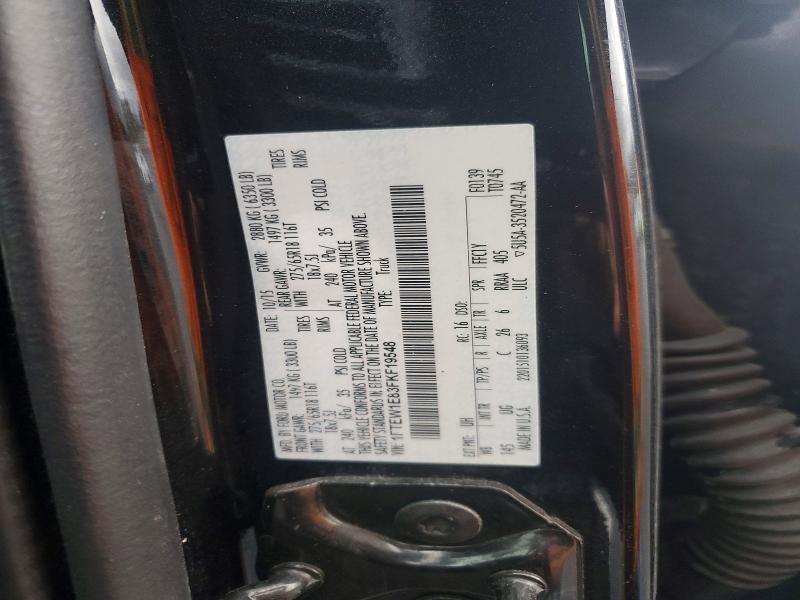 MFD. BY FORD MOTOR CO.
DATE: 10/15 GVWR: 2880 KG ( 6350 LB)
FRONT GAWR: 1497 KG ( 3300 LB) REAR GAWR: 1497 KG ( 3300 LB)
WITH 275/65R18 116T TIRES WITH 275/65R18 116T TIRES
18x7.5J RIMS 18x7.5J RIMS
AT 240 kPa/ 35 PSI COLD AT 240 kPa/ 35 PSI COLD
THIS VEHICLE CONFORMS TO ALL APPLICABLE FEDERAL MOTOR VEHICLE
SAFETY STANDARDS IN EFFECT ON THE DATE OF MANUFACTURE SHOWN ABOVE.
VIN: 1FTEW1E83FKF19548 TYPE: Truck
F0139
EXT PNT: UH RC: 16 DSO: T0745
WB INT TR TP/PS R AXLE TR SPR FFCLY
145 UG C 26 6 RRAA 405
MADE IN U.S.A. 220151013609J ULC ▽ 5U5A-3520472-AA